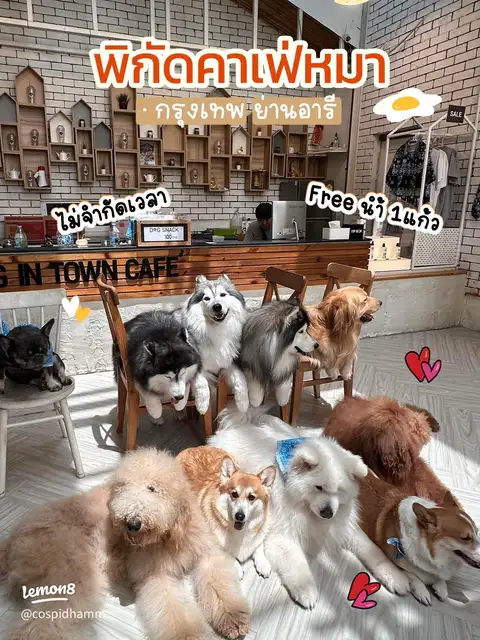 พิกัดคาเฟ่หมา
· กรุงเทพ ย่านอารี
SALE
ไม่จำกัดเวลา
Free น้ำ 1แก้ว
DOG SNACK
100
G IN TOWN CAFE'
lemon8
@cospidhamm